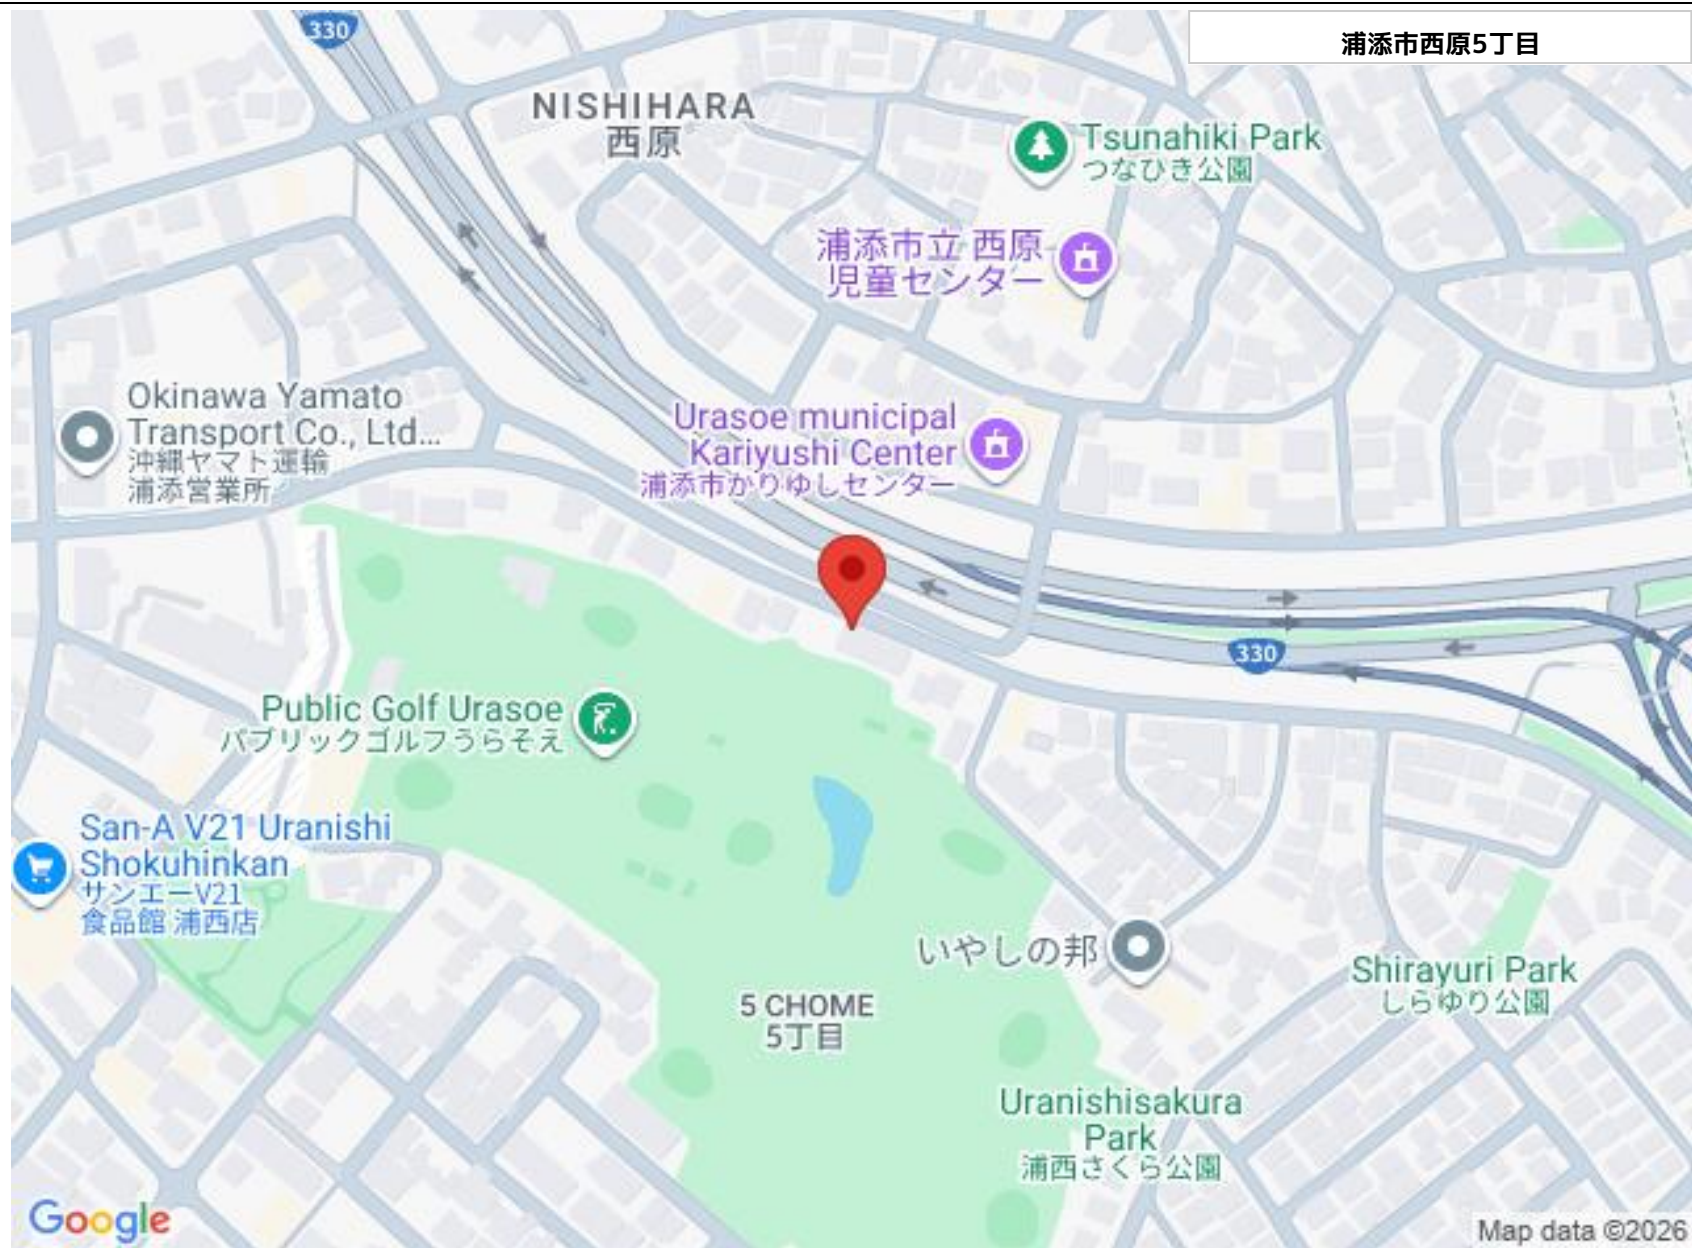 浦添市西原5丁目
330
NISHIHARA
西原
Tsunahiki Park
つなひき公園
浦添市立 西原
児童センター
Okinawa Yamato
Transport Co., Ltd...
沖縄ヤマト運輸
浦添営業所
Urasoe municipal
Kariyushi Center
浦添市かりゆしセンター
330
Public Golf Urasoe
パブリックゴルフうらそえ
San-A V21 Uranishi
Shokuhinkan
サンエーV21
食品館 浦西店
いやしの邦
Shirayuri Park
しらゆり公園
5 CHOME
5丁目
Uranishisakura
Park
浦西さくら公園
Google
Map data ©2026